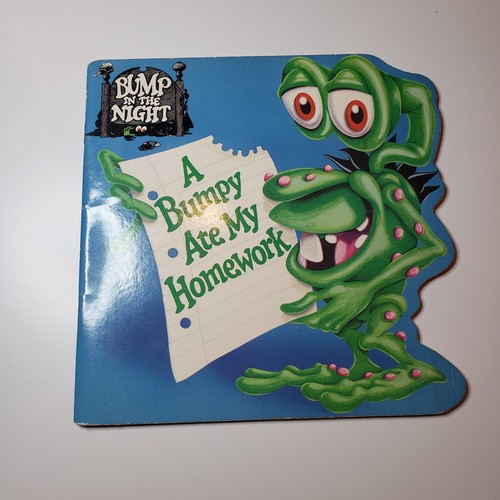 BUMP
IN THE
NIGHT
A
Bumpy
Ate My
Homework